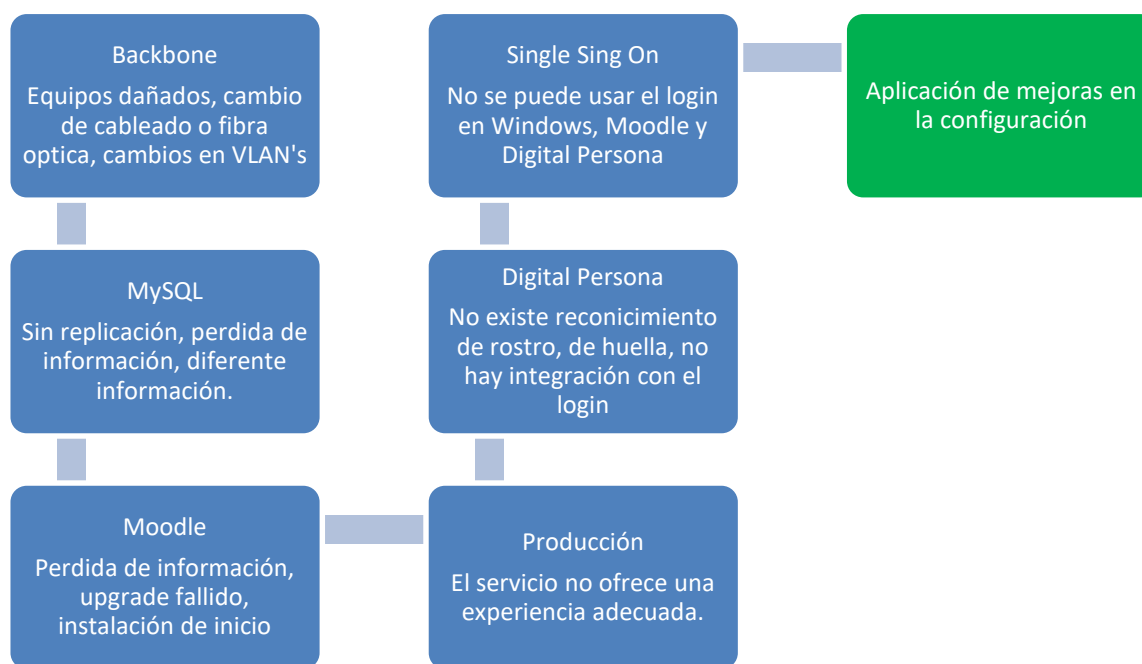 Backbone
Equipos dañados, cambio
de cableado o fibra
optica, cambios en VLAN's
MySQL
Sin replicación, perdida de
información, diferente
información.
Moodle
Perdida de información,
upgrade fallido,
instalación de inicio
Producción
El servicio no ofrece una
experiencia adecuada.
Digital Persona
No existe reconicimiento
de rostro, de huella, no
hay integración con el
login
Single Sing On
No se puede usar el login
en Windows, Moodle y
Digital Persona
Aplicación de mejoras en
la configuración